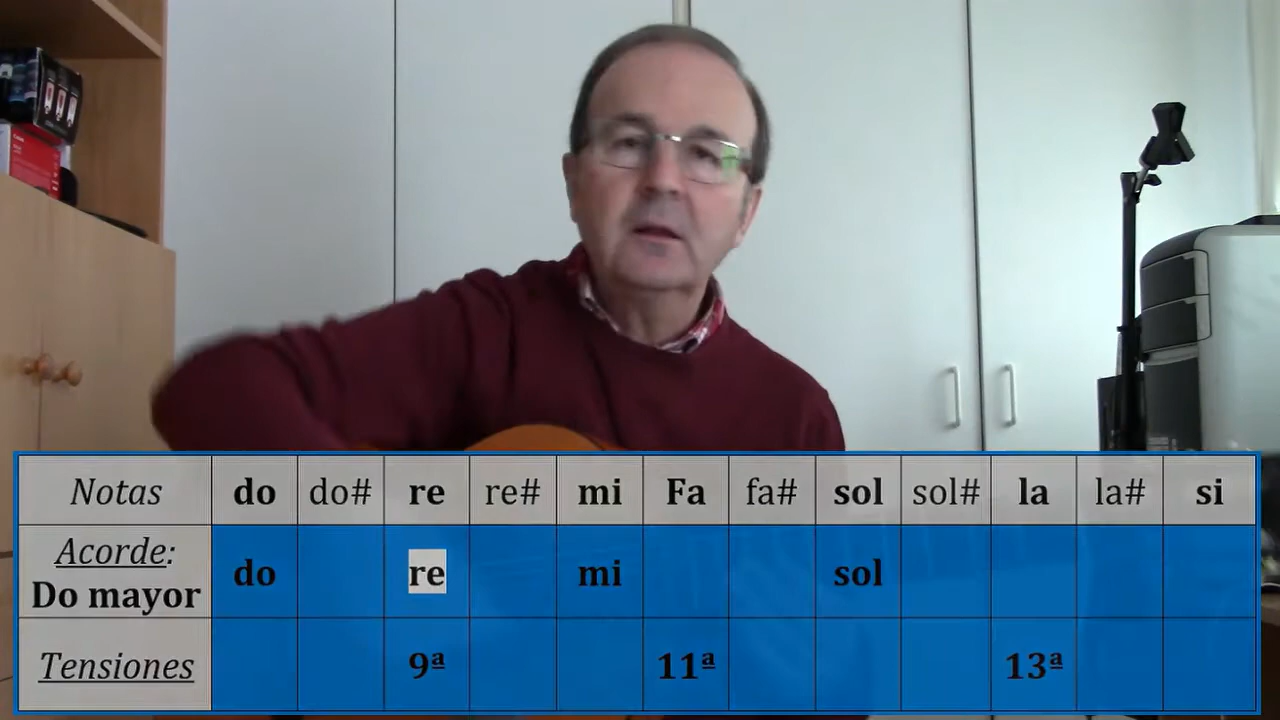 Notas do do# re re# mi Fa fa# sol sol# la la# si
Acorde:
Do mayor do re mi sol
Tensiones 9ª 11ª 13ª